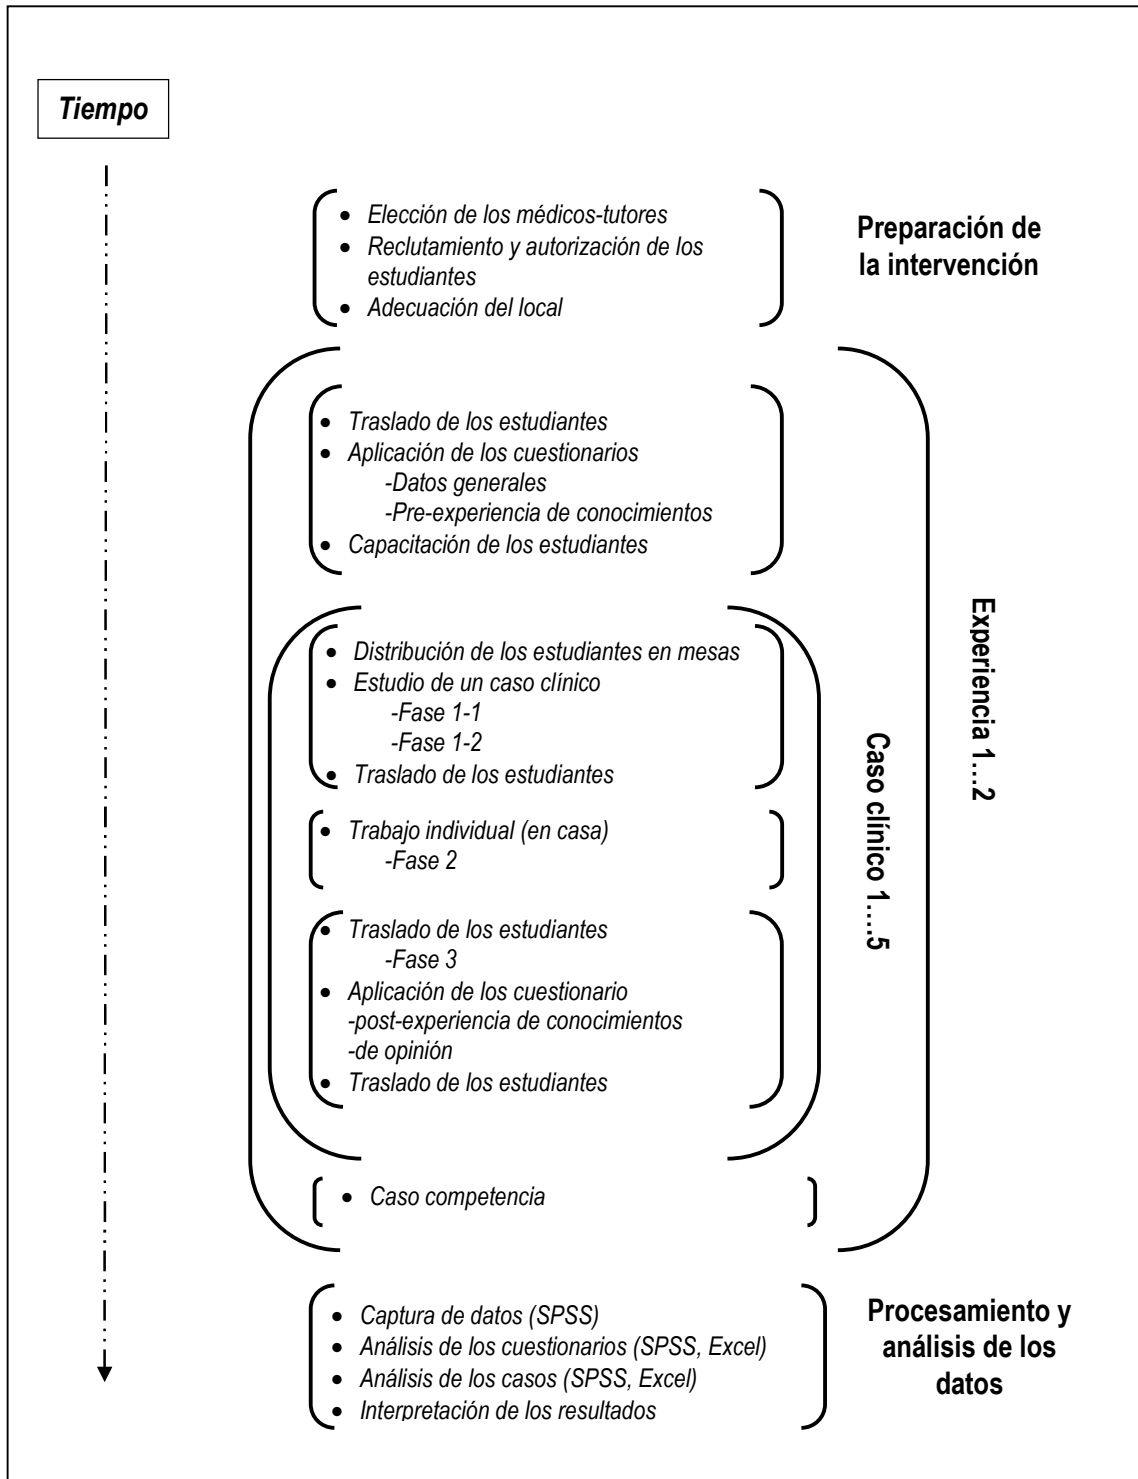 Tiempo
• Elección de los médicos-tutores
• Reclutamiento y autorización de los
estudiantes
• Adecuación del local
Preparación de
la intervención
• Traslado de los estudiantes
• Aplicación de los cuestionarios
-Datos generales
-Pre-experiencia de conocimientos
• Capacitación de los estudiantes
• Distribución de los estudiantes en mesas
• Estudio de un caso clínico
-Fase 1-1
-Fase 1-2
• Traslado de los estudiantes
• Trabajo individual (en casa)
-Fase 2
• Traslado de los estudiantes
-Fase 3
• Aplicación de los cuestionario
-post-experiencia de conocimientos
-de opinión
• Traslado de los estudiantes
Caso clínico 1....5
• Caso competencia
Experiencia 1...2
• Captura de datos (SPSS)
• Análisis de los cuestionarios (SPSS, Excel)
• Análisis de los casos (SPSS, Excel)
• Interpretación de los resultados
Procesamiento y
análisis de los
datos